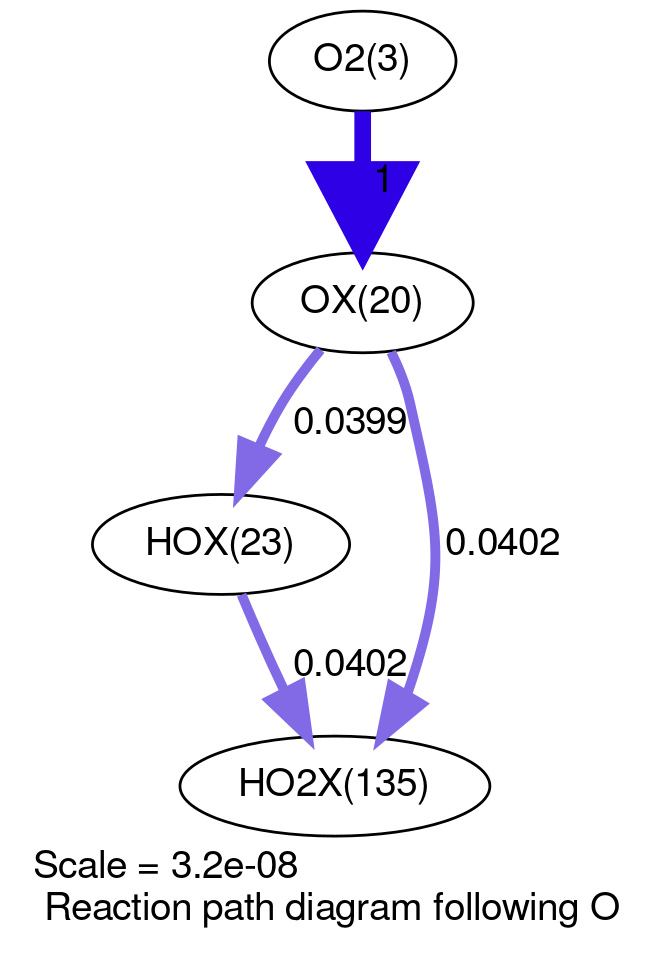 O2(3)
1
OX(20)
0.0399
HOX(23)
0.0402
0.0402
HO2X(135)
Scale = 3.2e-08
Reaction path diagram following O